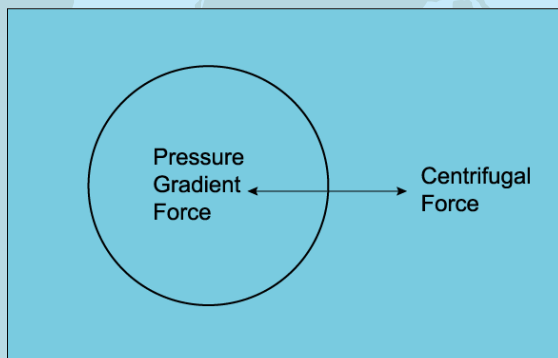 Pressure
Gradient
Force
Centrifugal
Force